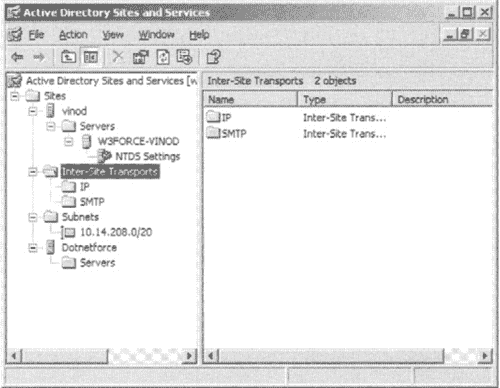 Active Directory Sites and Services
File Action View Window Help
Active Directory Sites and Services [w
Sites
vinod
Servers
W3FORCE-VINOD
NTDS Settings
Inter-Site Transports
IP
SMTP
Subnets
10.14.208.0/20
Dotnetforce
Servers
Inter-Site Transports 2 objects
Name Type Description
IP Inter-Site Trans...
SMTP Inter-Site Trans...